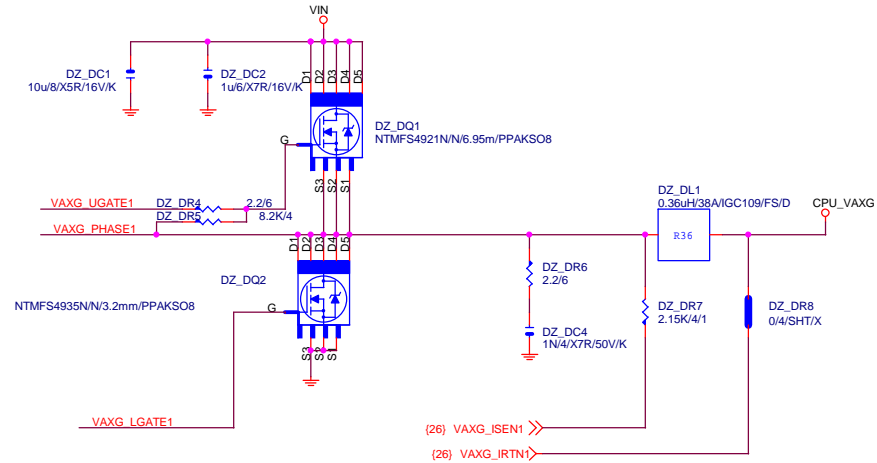 VIN
DZ_DC1
10u/8/X5R/16V/K
DZ_DC2
1u/6/X7R/16V/K
D1
D2
D3
D4
D5
G
DZ_DQ1
NTMFS4921N/N/6.95m/PPAKSO8
S3
S2
S1
VAXG_UGATE1
DZ_DR4
2.2/6
DZ_DR5
8.2K/4
VAXG_PHASE1
DZ_DL1
0.36uH/38A/IGC109/FS/D
R36
CPU_VAXG
D1
D2
D3
D4
D5
DZ_DQ2
NTMFS4935N/N/3.2mm/PPAKSO8
G
S3
S2
S1
DZ_DR6
2.2/6
DZ_DC4
1N/4/X7R/50V/K
DZ_DR7
2.15K/4/1
DZ_DR8
0/4/SHT/X
VAXG_LGATE1
{26} VAXG_ISEN1
{26} VAXG_IRTN1